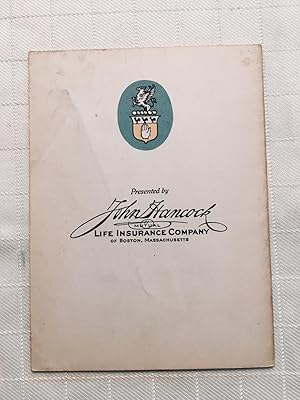 Presented by
John Hancock
MUTUAL
LIFE INSURANCE COMPANY
OF BOSTON, MASSACHUSETTS